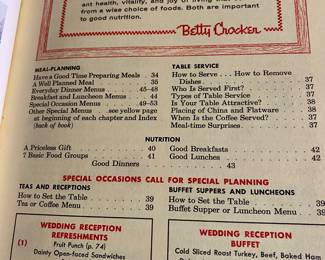 ant health, vitality, and joy of living that come
from a wise choice of foods. Both are important
to good nutrition.
Betty Crocker
MEAL-PLANNING
Have a Good Time Preparing Meals . 34
A Well Planned Meal . 35
Everyday Dinner Menus 45-48
Breakfast and Luncheon Menus . 44
Special Occasion Menus 49-53
Other Special Menus . . see yellow page
at beginning of each chapter and Index
(back of book)
TABLE SERVICE
How to Serve . . . How to Remove
Dishes . 37
Who Is Served First? . 37
Types of Table Service . 37
Is Your Table Attractive? . 38
Placing of China and Flatware . 38
When Is the Coffee Served? . 37
Meal-time Surprises . 37
NUTRITION
A Priceless Gift 40
7 Basic Food Groups 41
Good Breakfasts 42
Good Lunches 42
Good Dinners 43
SPECIAL OCCASIONS CALL FOR SPECIAL PLANNING
TEAS AND RECEPTIONS
How to Set the Table . 39
Tea or Coffee Menu . 39
BUFFET SUPPERS AND LUNCHEONS
How to Set the Table . 39
Buffet Supper or Luncheon Menu . 39
WEDDING RECEPTION
REFRESHMENTS
(1) Fruit Punch (p. 74)
Dainty Open-faced Sandwiches
WEDDING RECEPTION
BUFFET
Cold Sliced Roast Turkey, Beef, Baked Ham